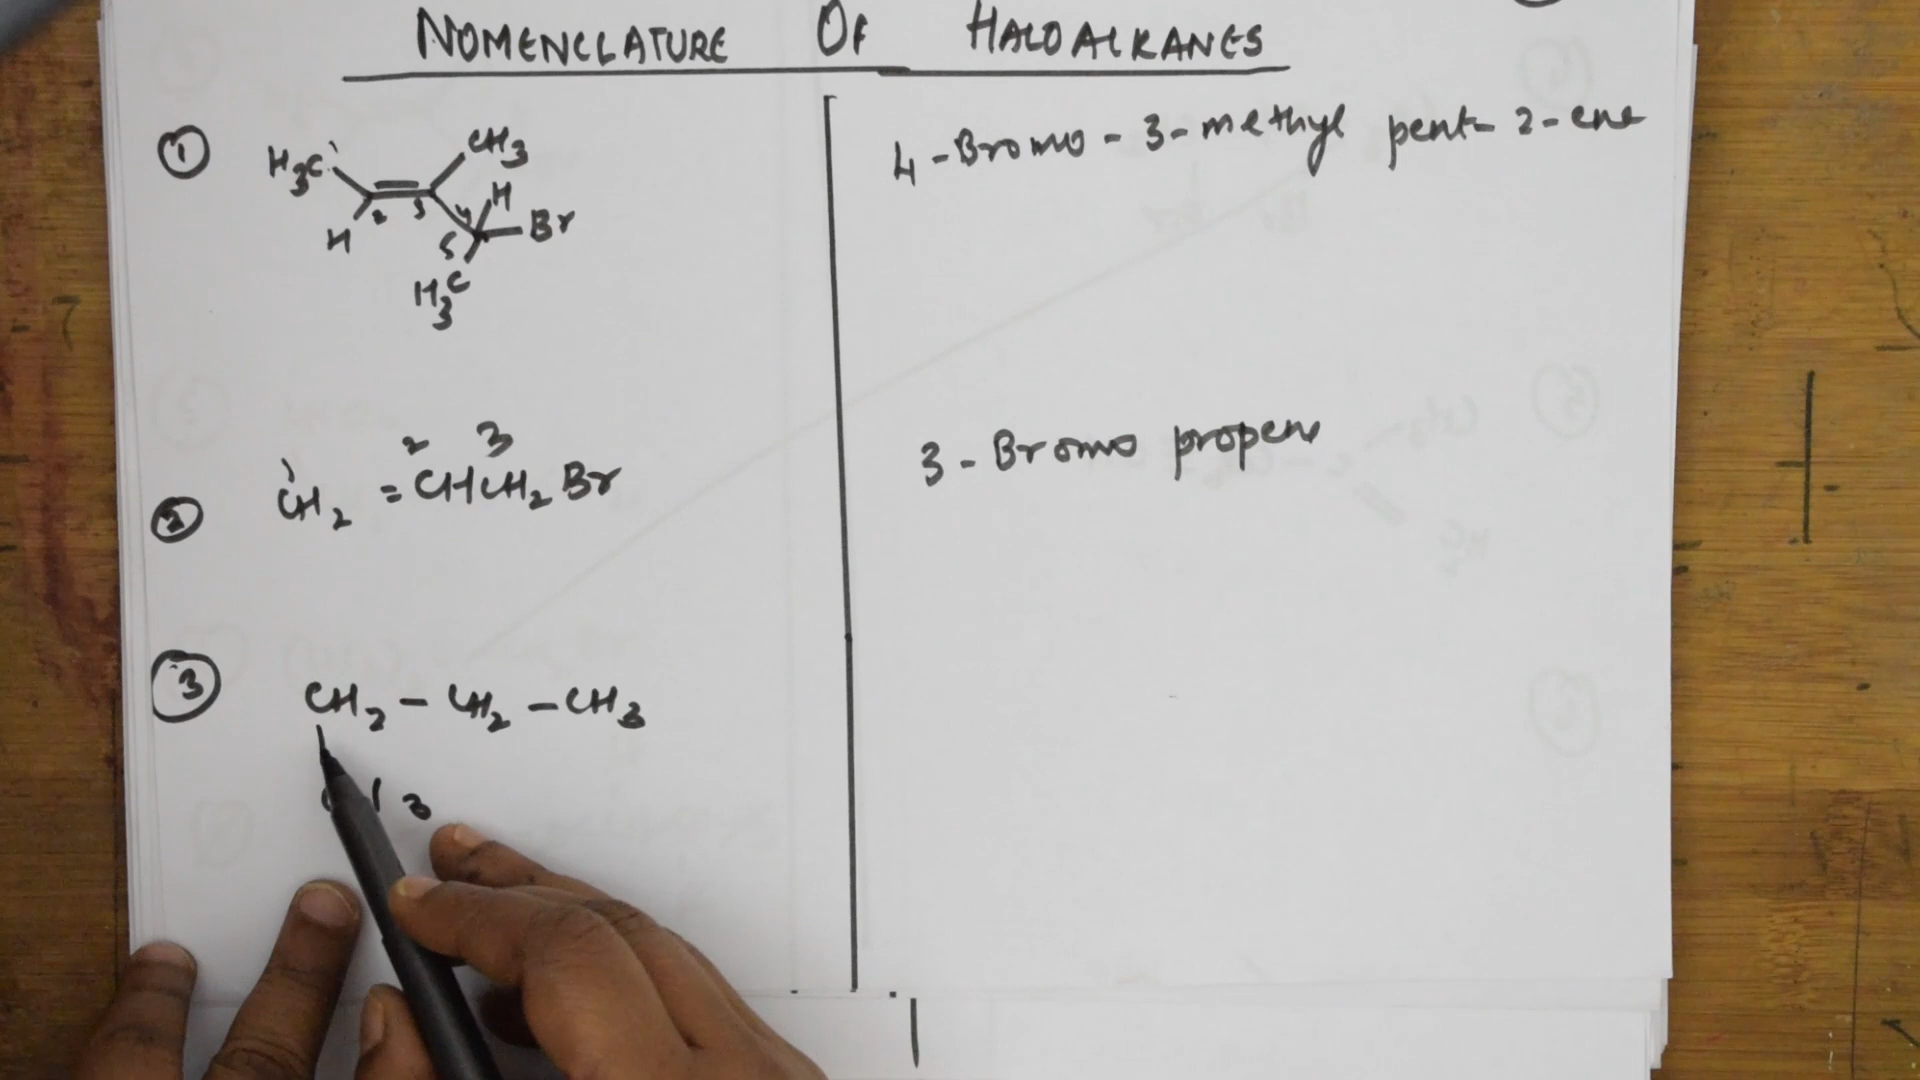 NOMENCLATURE OF HALOALKANES
① H3C CH3 4-Bromo-3-methyl pent-2-ene
1 2 3 4 5
H H Br
H3C
1 2 3
② CH2 = CHCH2Br 3-Bromo propene
③ CH2 - CH2 - CH3
3